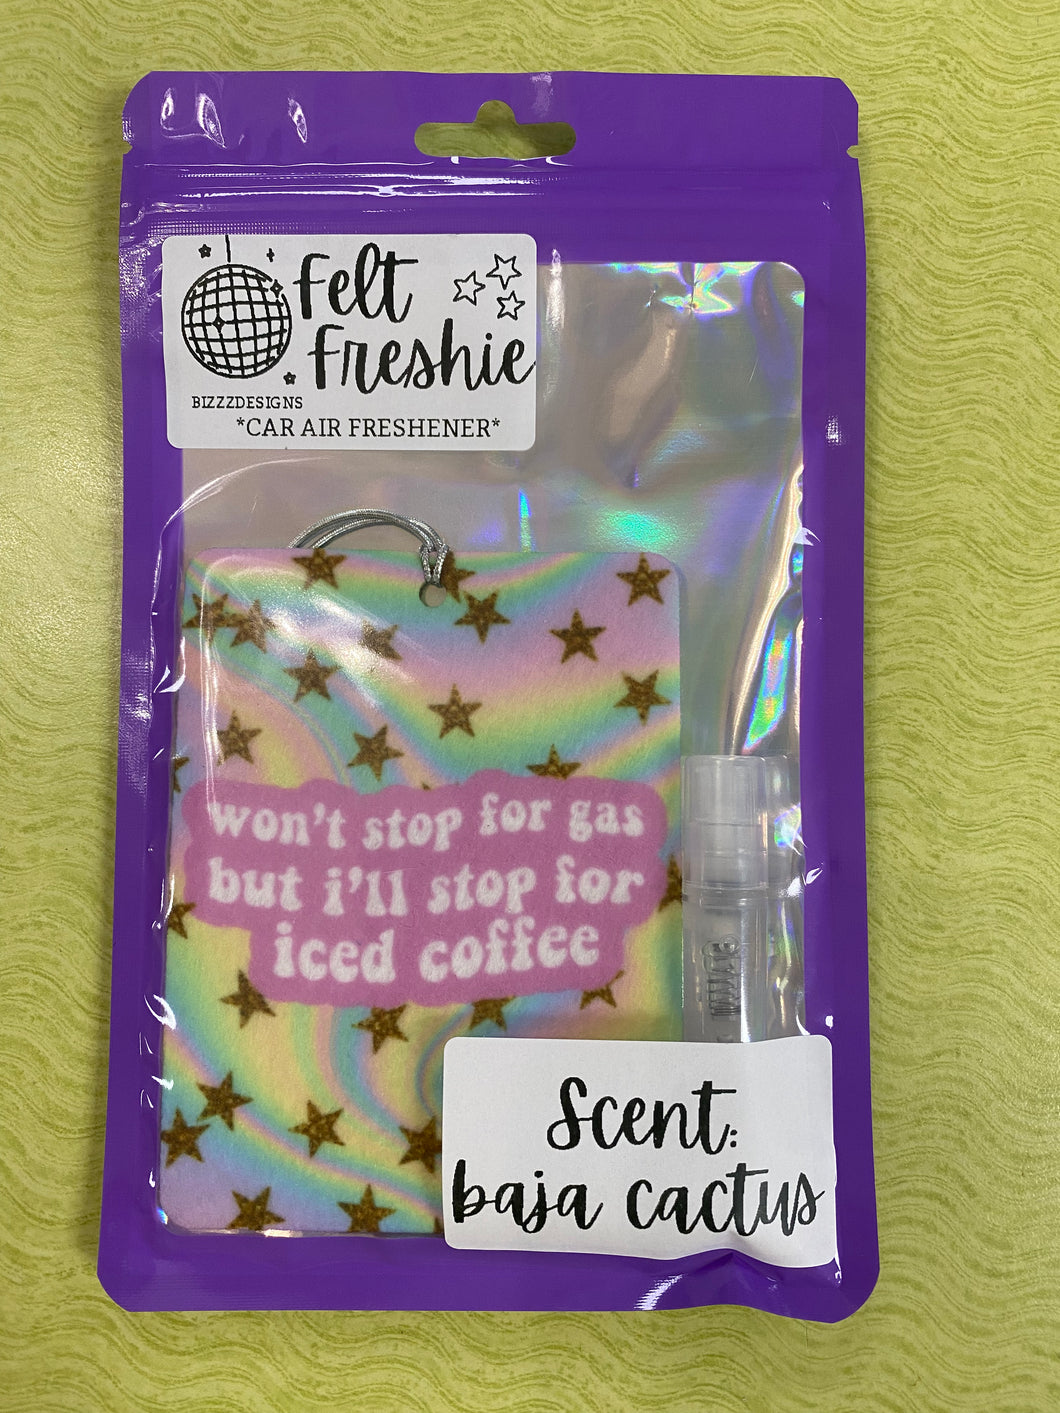 Felt
Freshie
BIZZZDESIGNS
*CAR AIR FRESHENER*
won't stop for gas
but i'll stop for
iced coffee
Scent:
baja cactus